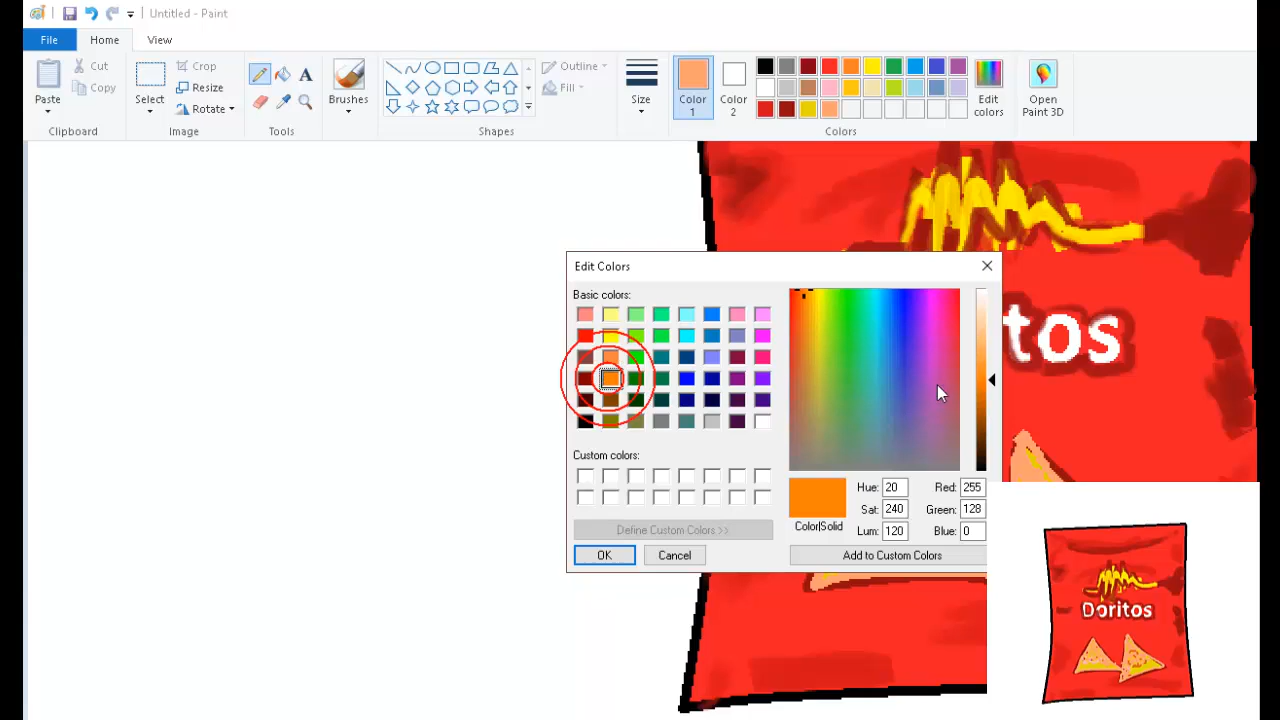 Untitled - Paint
File
Home
View
Paste
Cut
Copy
Clipboard
Select
Crop
Resize
Rotate
Image
A
Tools
Brushes
Shapes
Outline
Fill
Size
Color 1
Color 2
Edit colors
Colors
Open Paint 3D
tos
Edit Colors
Basic colors:
Custom colors:
Define Custom Colors >>
OK
Cancel
Color|Solid
Hue: 20
Sat: 240
Lum: 120
Red: 255
Green: 128
Blue: 0
Add to Custom Colors
Doritos